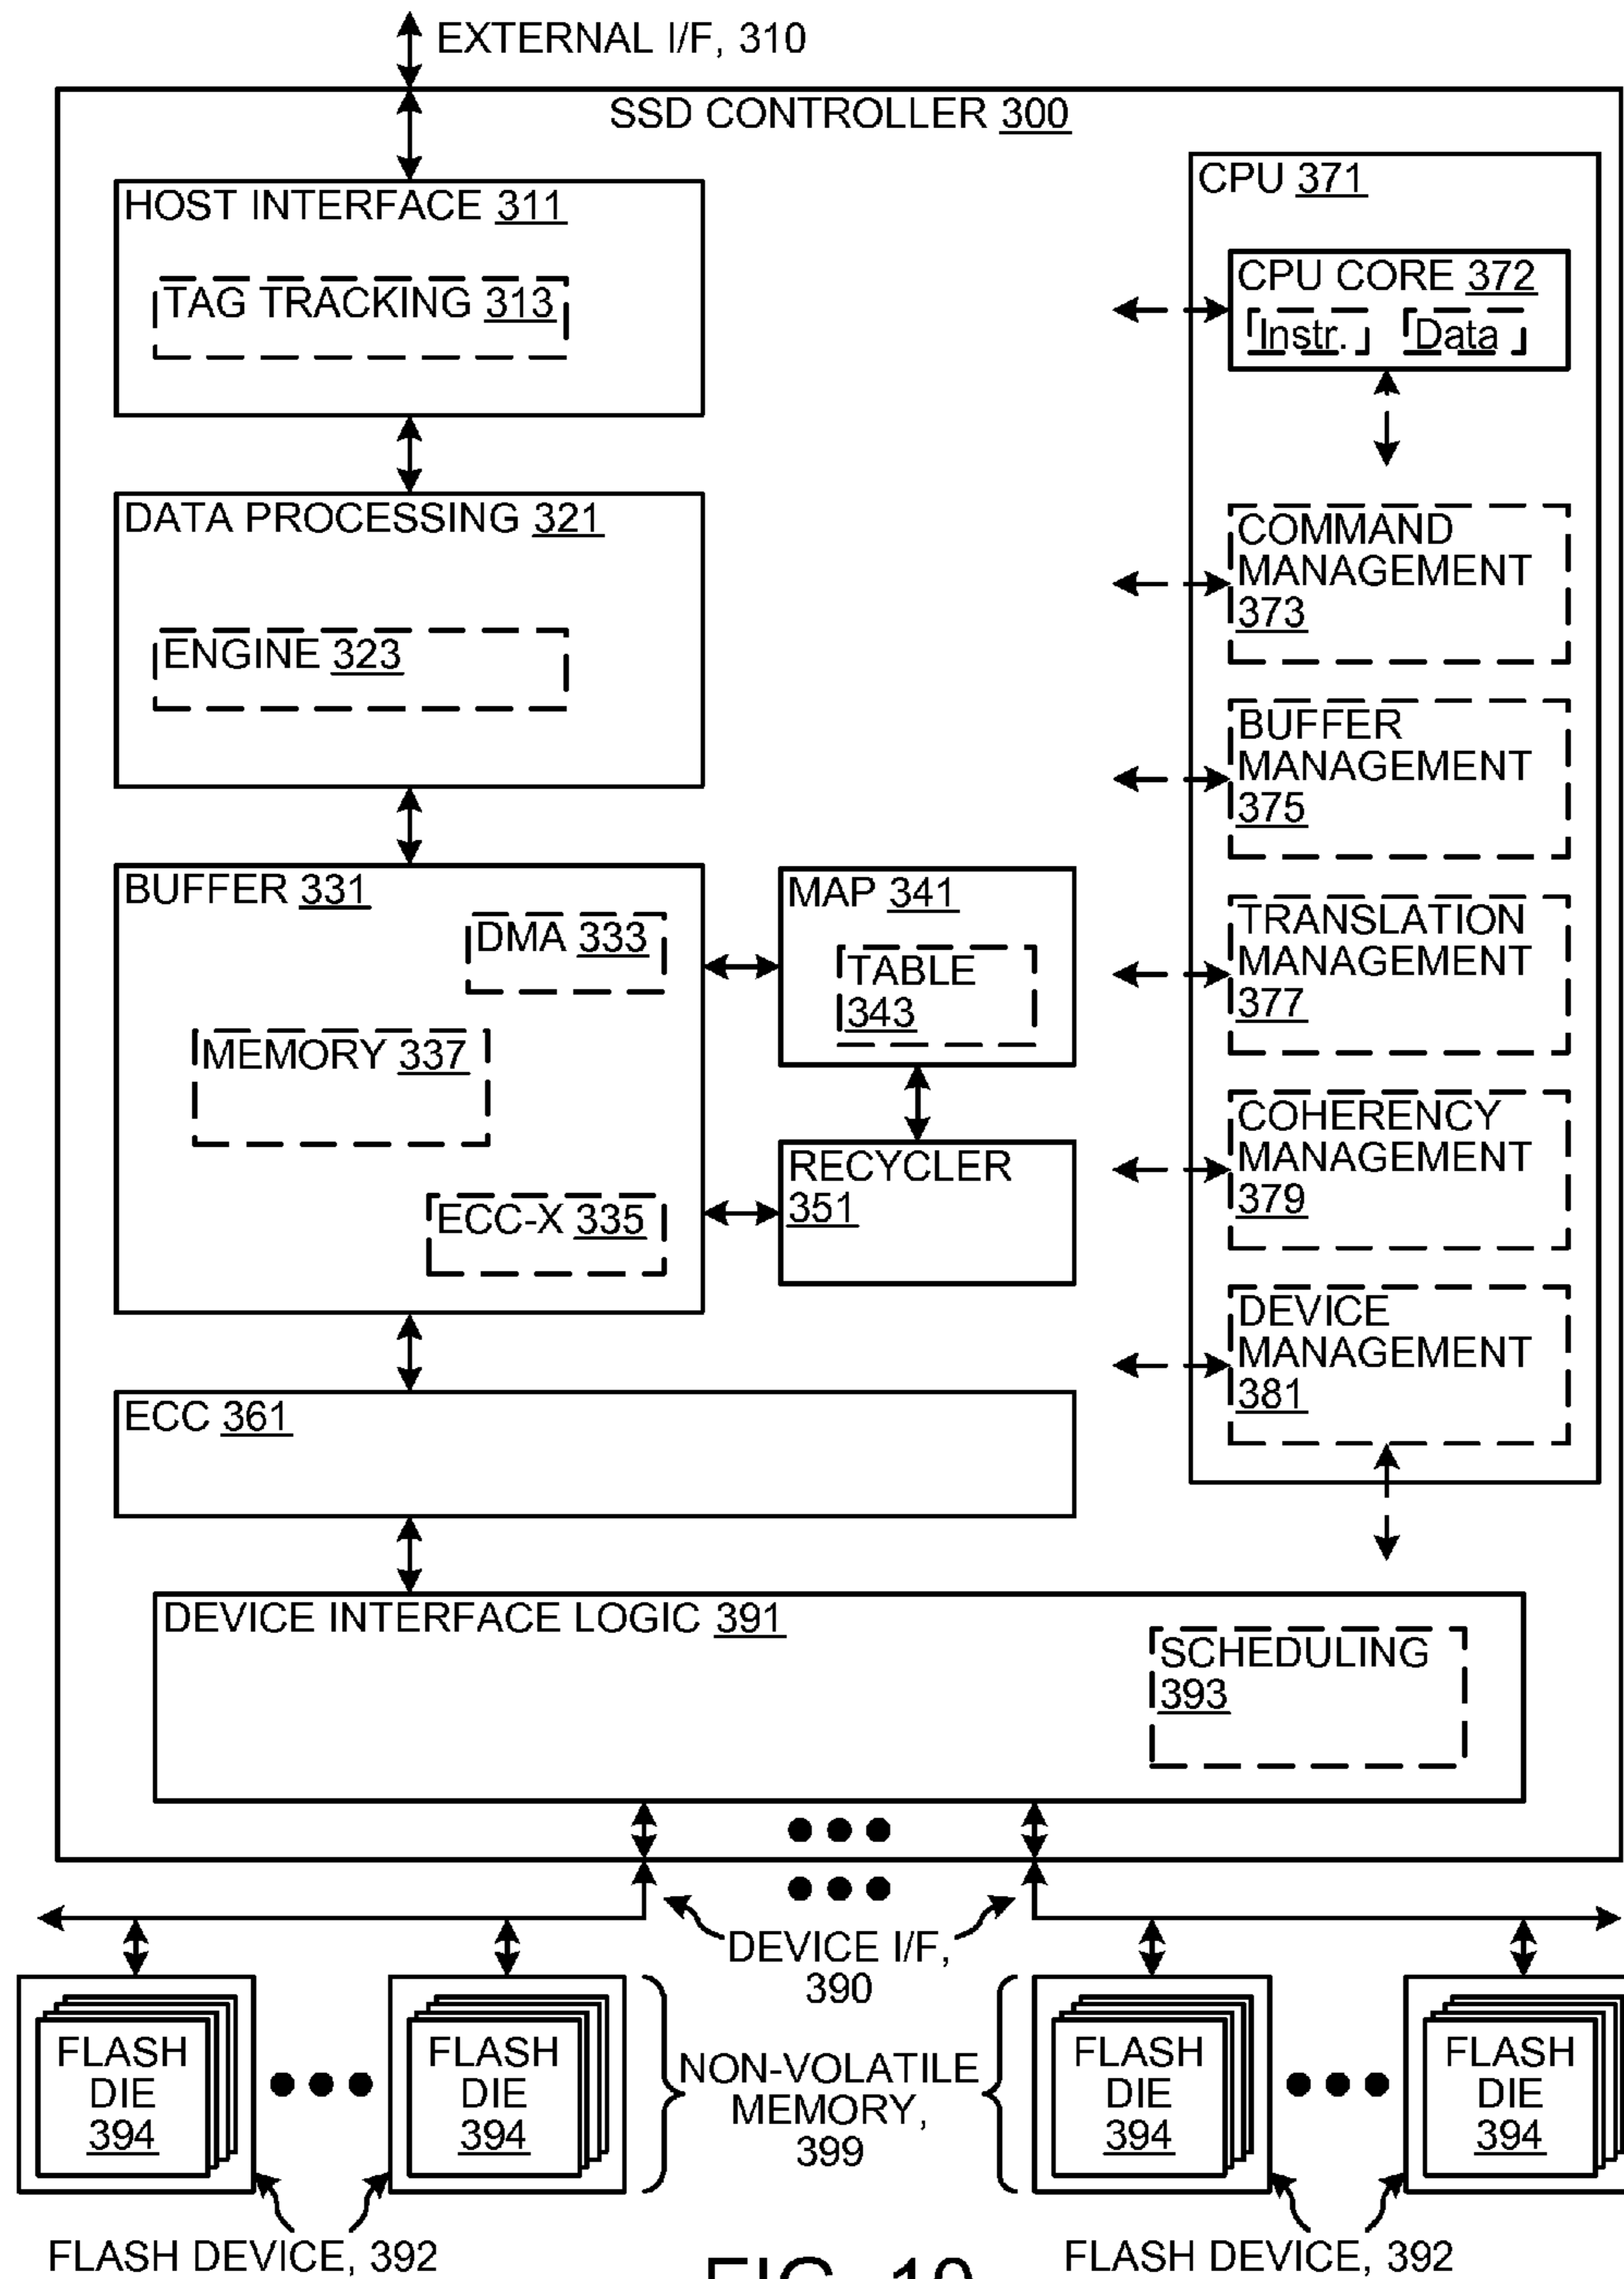 EXTERNAL I/F, 310
SSD CONTROLLER 300
HOST INTERFACE 311
TAG TRACKING 313
DATA PROCESSING 321
ENGINE 323
BUFFER 331
DMA 333
MEMORY 337
ECC-X 335
MAP 341
TABLE
343
RECYCLER
351
ECC 361
CPU 371
CPU CORE 372
Instr. Data
COMMAND
MANAGEMENT
373
BUFFER
MANAGEMENT
375
TRANSLATION
MANAGEMENT
377
COHERENCY
MANAGEMENT
379
DEVICE
MANAGEMENT
381
DEVICE INTERFACE LOGIC 391
SCHEDULING
393
DEVICE I/F,
390
FLASH
DIE
394
FLASH
DIE
394
NON-VOLATILE
MEMORY,
399
FLASH
DIE
394
FLASH
DIE
394
FLASH DEVICE, 392
FLASH DEVICE, 392